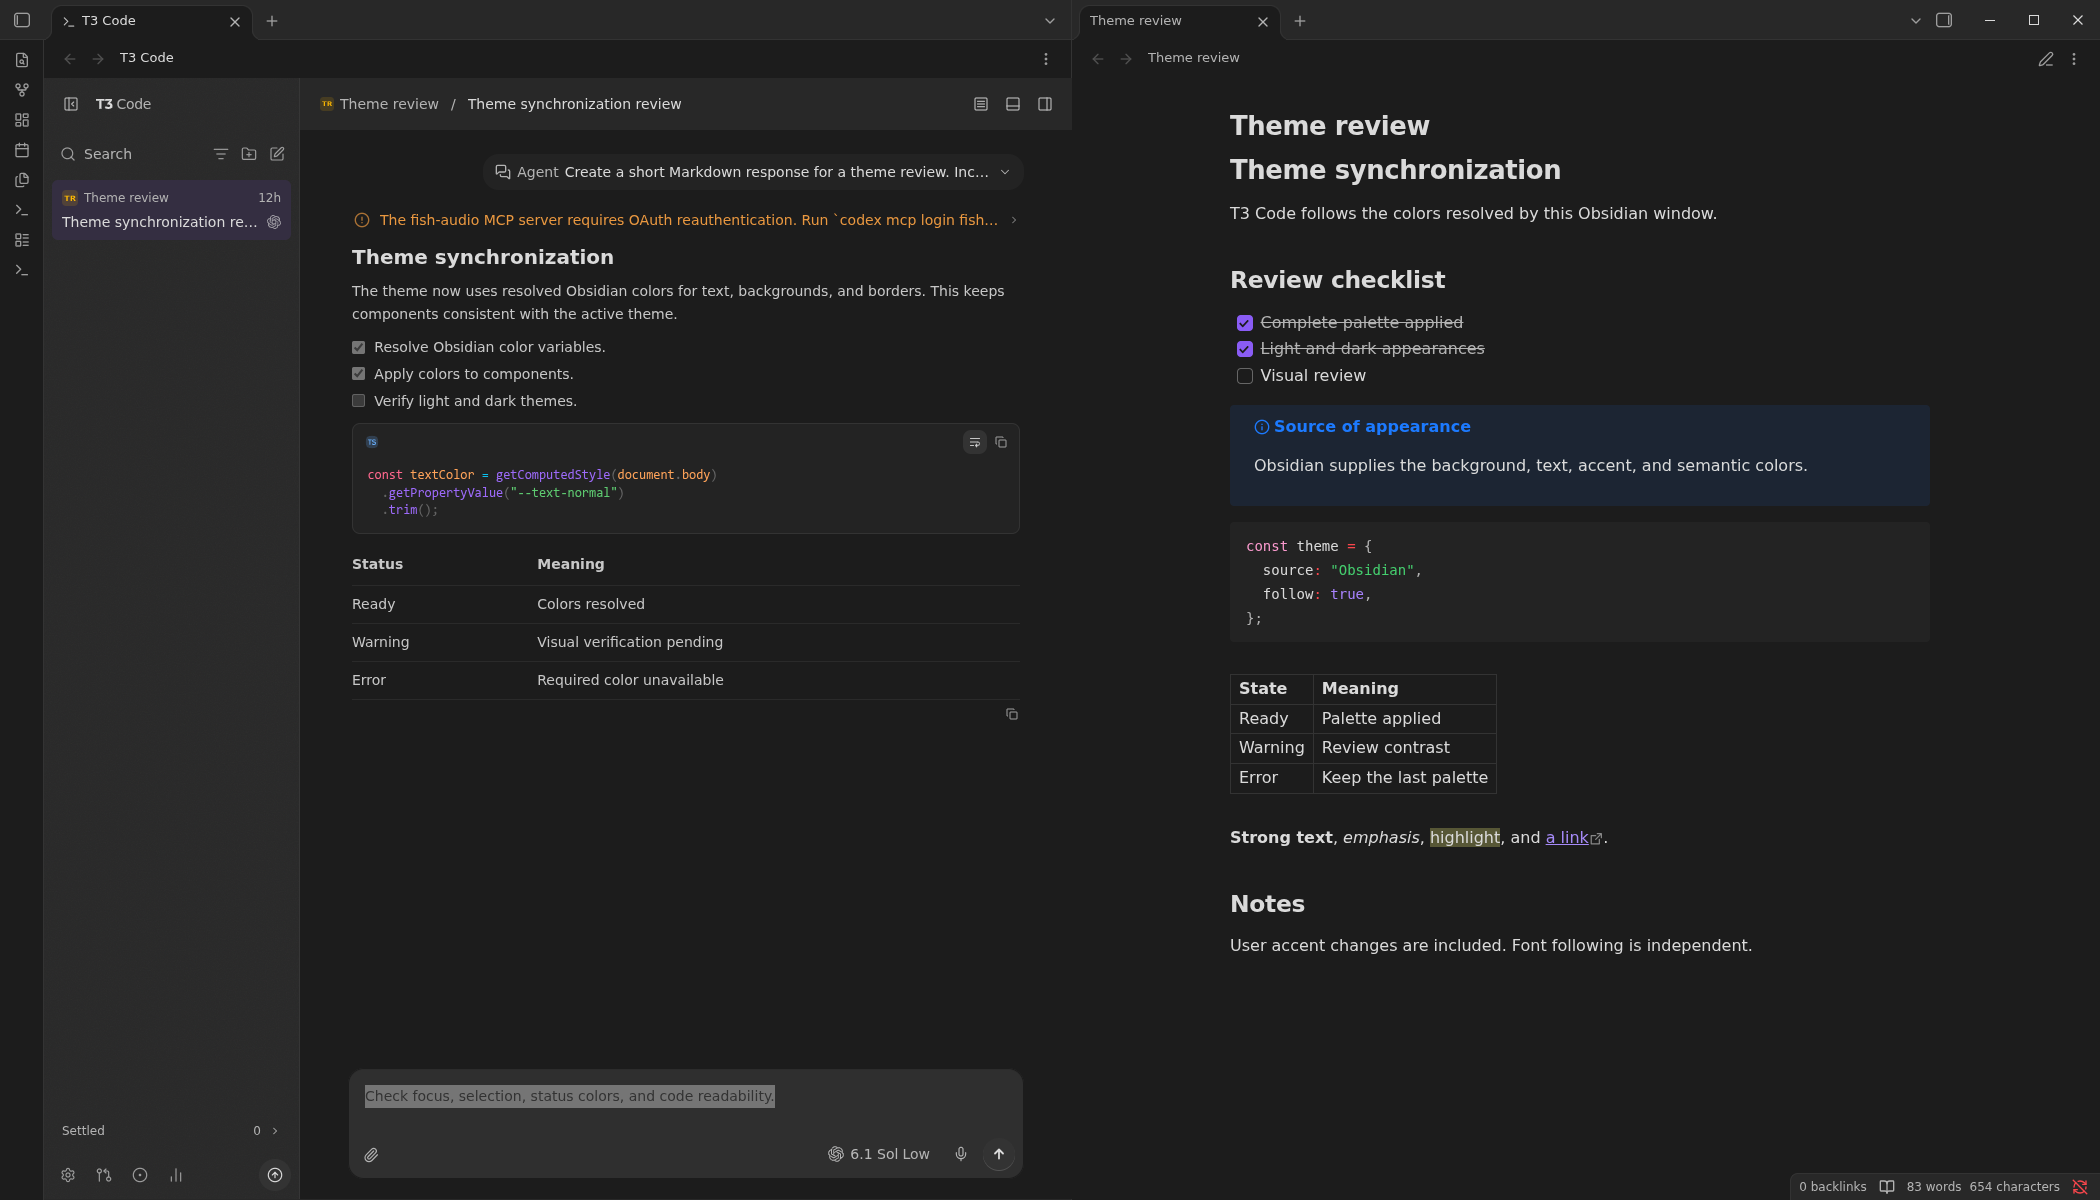 T3 Code
Theme review
T3 Code
Theme review
T3 Code
TR Theme review / Theme synchronization review
Search
TR Theme review 12h
Theme synchronization re...
Agent Create a short Markdown response for a theme review. Inc...
The fish-audio MCP server requires OAuth reauthentication. Run `codex mcp login fish...
Theme synchronization
The theme now uses resolved Obsidian colors for text, backgrounds, and borders. This keeps
components consistent with the active theme.
Resolve Obsidian color variables.
Apply colors to components.
Verify light and dark themes.
TS
const textColor = getComputedStyle(document.body)
.getPropertyValue("--text-normal")
.trim();
Status Meaning
Ready Colors resolved
Warning Visual verification pending
Error Required color unavailable
Check focus, selection, status colors, and code readability.
6.1 Sol Low
Settled 0
Theme review
Theme synchronization
T3 Code follows the colors resolved by this Obsidian window.
Review checklist
Complete palette applied
Light and dark appearances
Visual review
Source of appearance
Obsidian supplies the background, text, accent, and semantic colors.
const theme = {
source: "Obsidian",
follow: true,
};
State Meaning
Ready Palette applied
Warning Review contrast
Error Keep the last palette
Strong text, emphasis, highlight, and a link.
Notes
User accent changes are included. Font following is independent.
0 backlinks 83 words 654 characters